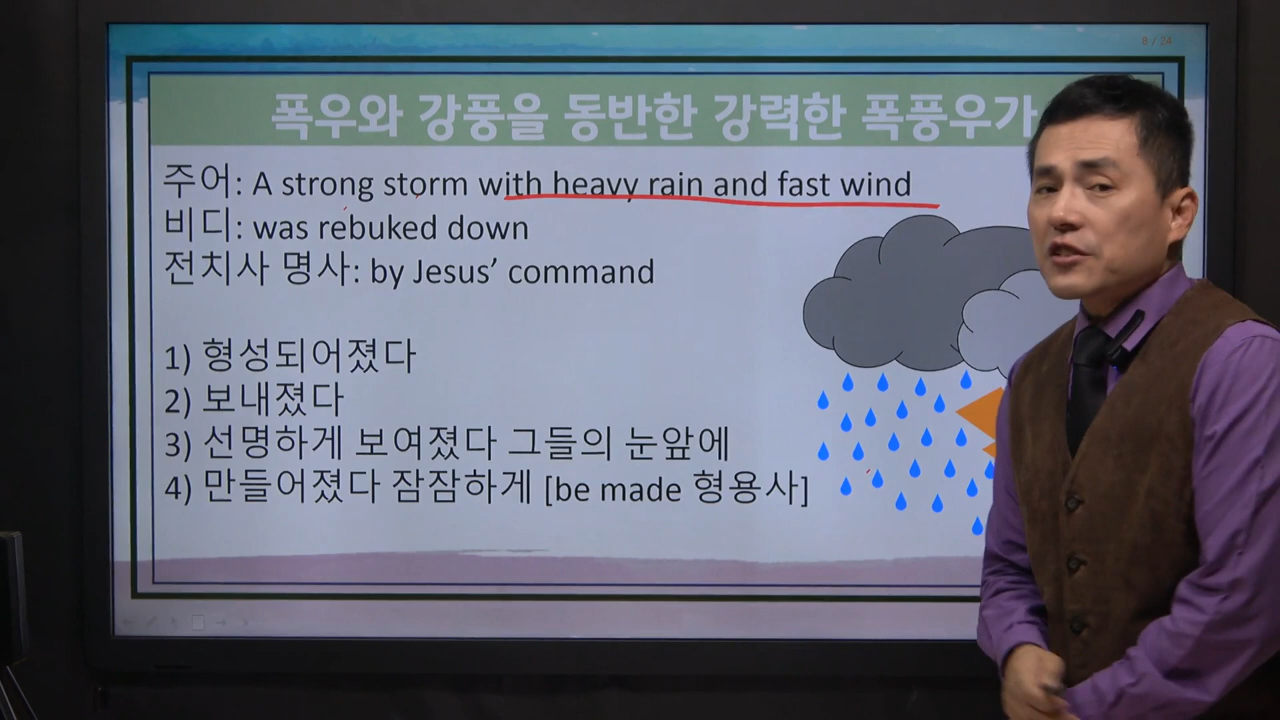 8 / 24
폭우와 강풍을 동반한 강력한 폭풍우가
주어: A strong storm with heavy rain and fast wind
비디: was rebuked down
전치사 명사: by Jesus’ command
1) 형성되어졌다
2) 보내졌다
3) 선명하게 보여졌다 그들의 눈앞에
4) 만들어졌다 잠잠하게 [be made 형용사]